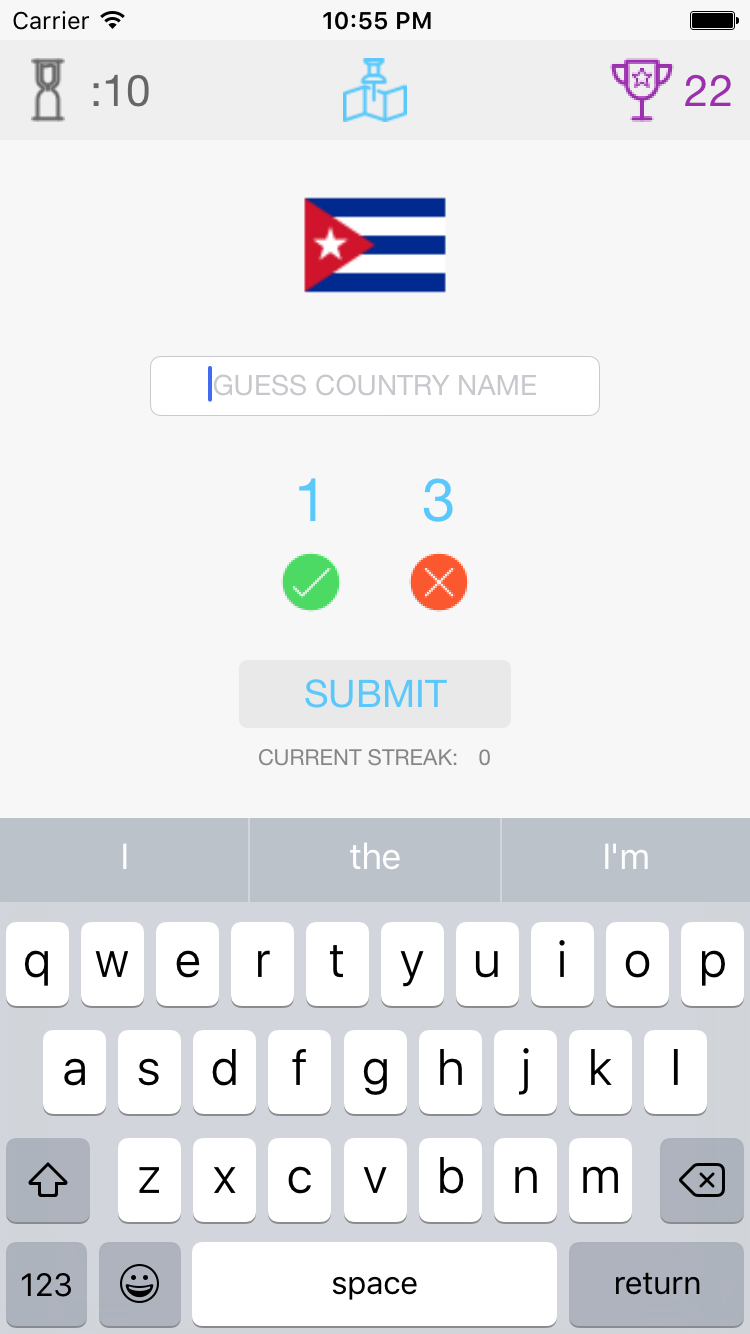 Carrier 10:55 PM
:10 22
GUESS COUNTRY NAME
1 3
SUBMIT
CURRENT STREAK: 0
I the I'm
q w e r t y u i o p
a s d f g h j k l
z x c v b n m
123 space return